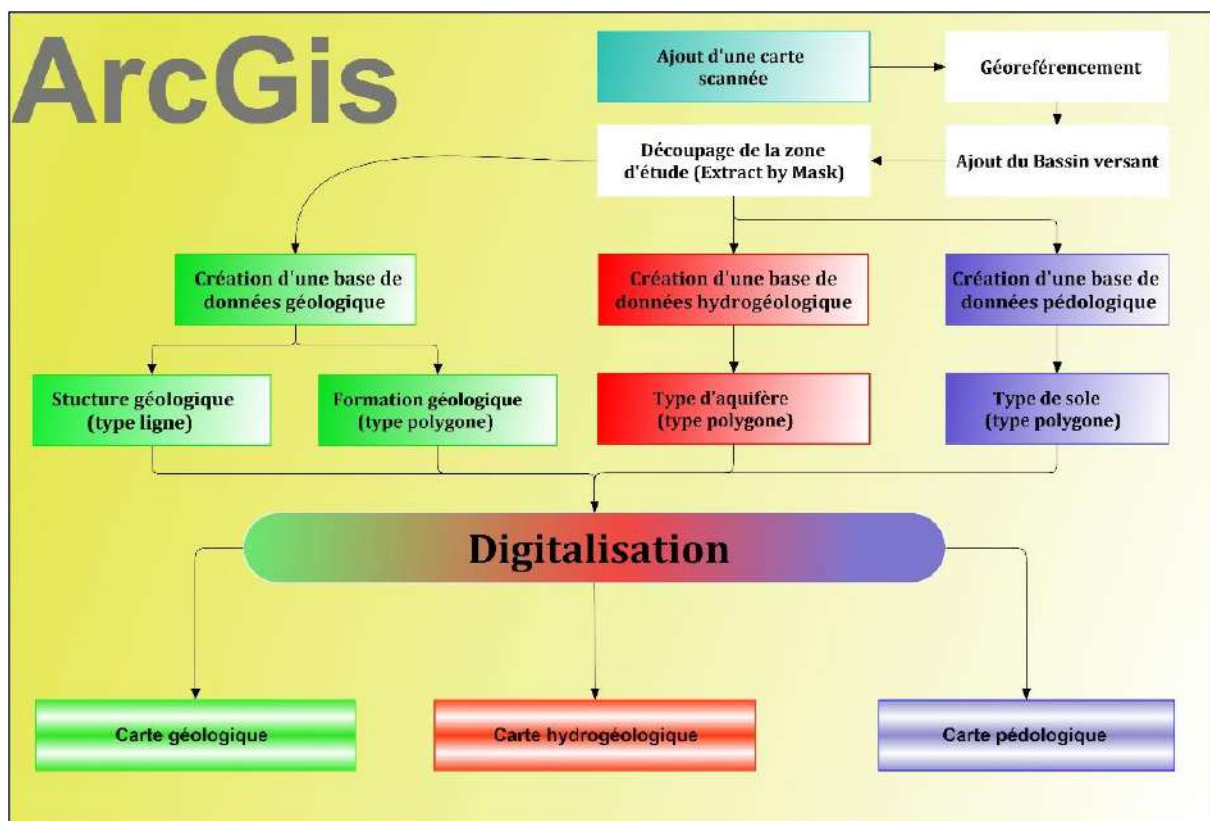 ArcGis
Ajout d'une carte
scannée
Géoreférencement
Découpage de la zone
d'étude (Extract by Mask)
Ajout du Bassin versant
Création d'une base de
données géologique
Création d'une base de
données hydrogéologique
Création d'une base de
données pédologique
Stucture géologique
(type ligne)
Formation géologique
(type polygone)
Type d'aquifère
(type polygone)
Type de sole
(type polygone)
Digitalisation
Carte géologique
Carte hydrogéologique
Carte pédologique